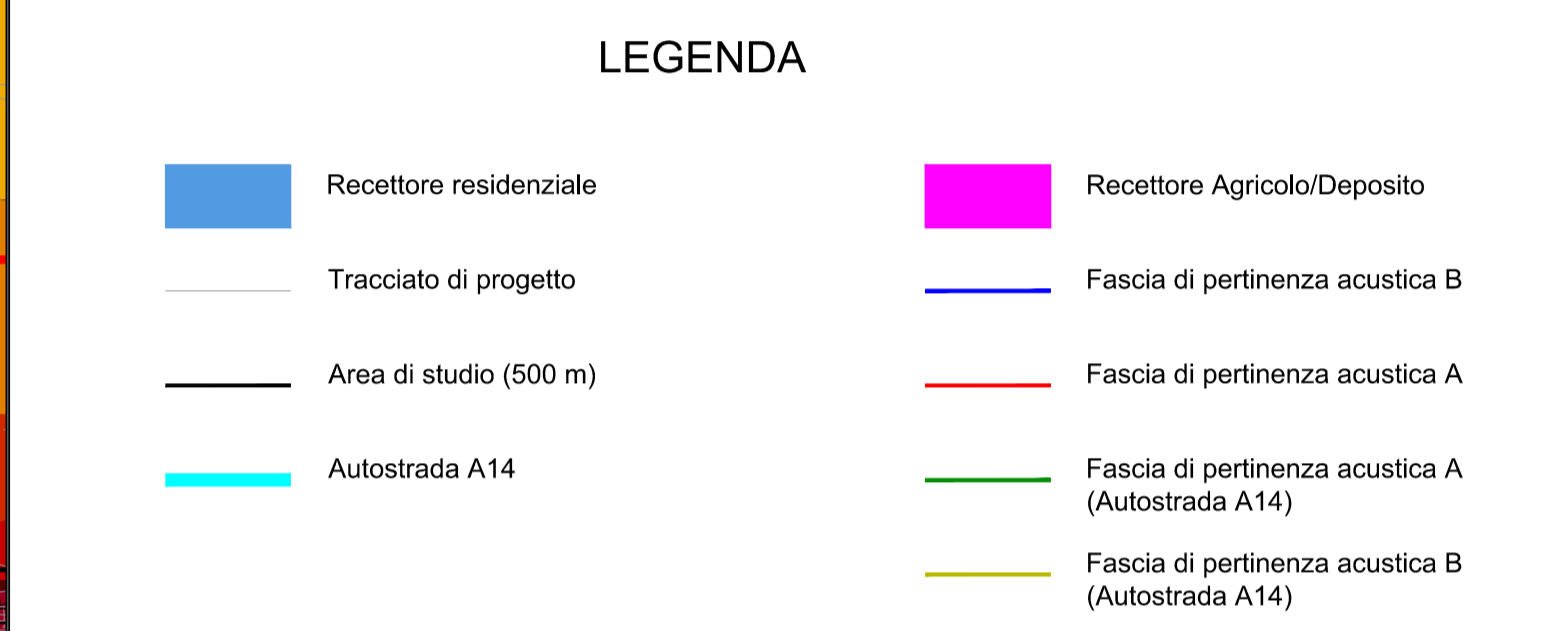 LEGENDA
Recettore residenziale
Tracciato di progetto
Area di studio (500 m)
Autostrada A14
Recettore Agricolo/Deposito
Fascia di pertinenza acustica B
Fascia di pertinenza acustica A
Fascia di pertinenza acustica A
(Autostrada A14)
Fascia di pertinenza acustica B
(Autostrada A14)